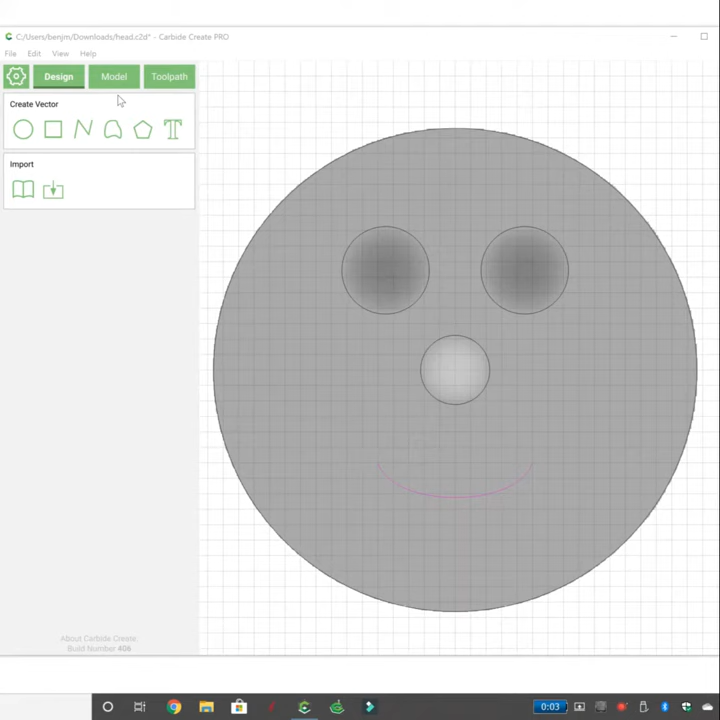 C:/Users/benjm/Downloads/head.c2d* - Carbide Create PRO
File Edit View Help
Design Model Toolpath
Create Vector
Import
About Carbide Create
Build Number 406
0:03